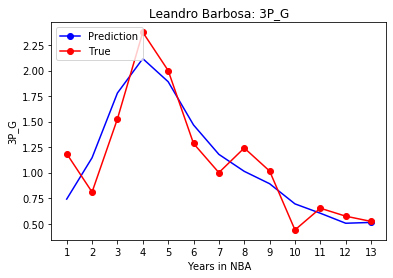 Leandro Barbosa: 3P_G
Prediction
True
3P_G
2.25
2.00
1.75
1.50
1.25
1.00
0.75
0.50
1 2 3 4 5 6 7 8 9 10 11 12 13
Years in NBA